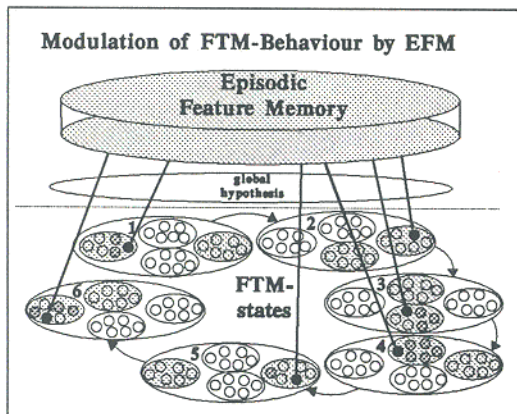 Modulation of FTM-Behaviour by EFM
Episodic
Feature Memory
global
hypothesis
1
2
3
4
5
6
FTM-
states